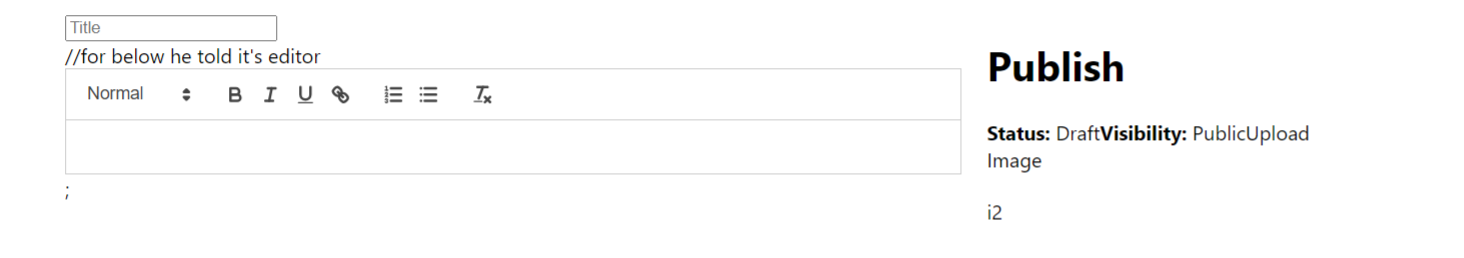 Title
//for below he told it's editor
Normal B I U
;
Publish
Status: DraftVisibility: PublicUpload
Image
i2